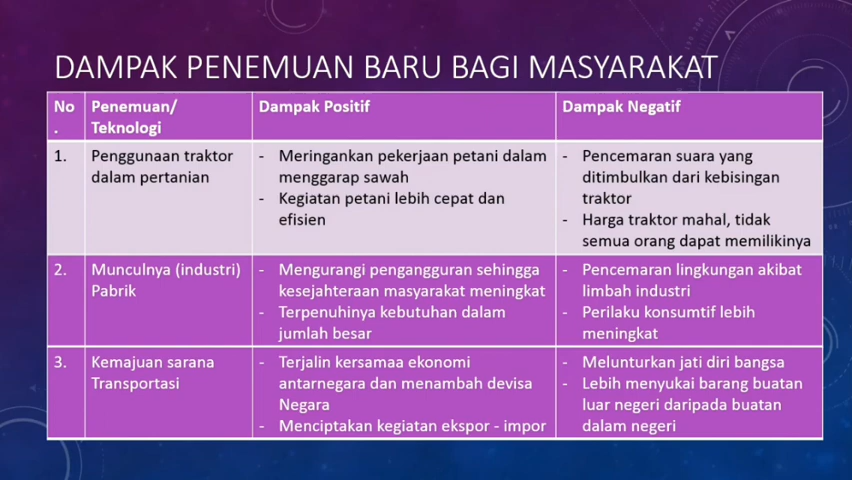 DAMPAK PENEMUAN BARU BAGI MASYARAKAT
No
.
Penemuan/
Teknologi
Dampak Positif
Dampak Negatif
1.
Penggunaan traktor
dalam pertanian
- Meringankan pekerjaan petani dalam
menggarap sawah
- Kegiatan petani lebih cepat dan
efisien
- Pencemaran suara yang
ditimbulkan dari kebisingan
traktor
- Harga traktor mahal, tidak
semua orang dapat memilikinya
2.
Munculnya (industri)
Pabrik
- Mengurangi pengangguran sehingga
kesejahteraan masyarakat meningkat
- Terpenuhinya kebutuhan dalam
jumlah besar
- Pencemaran lingkungan akibat
limbah industri
- Perilaku konsumtif lebih
meningkat
3.
Kemajuan sarana
Transportasi
- Terjalin kersamaa ekonomi
antarnegara dan menambah devisa
Negara
- Menciptakan kegiatan ekspor - impor
- Melunturkan jati diri bangsa
- Lebih menyukai barang buatan
luar negeri daripada buatan
dalam negeri